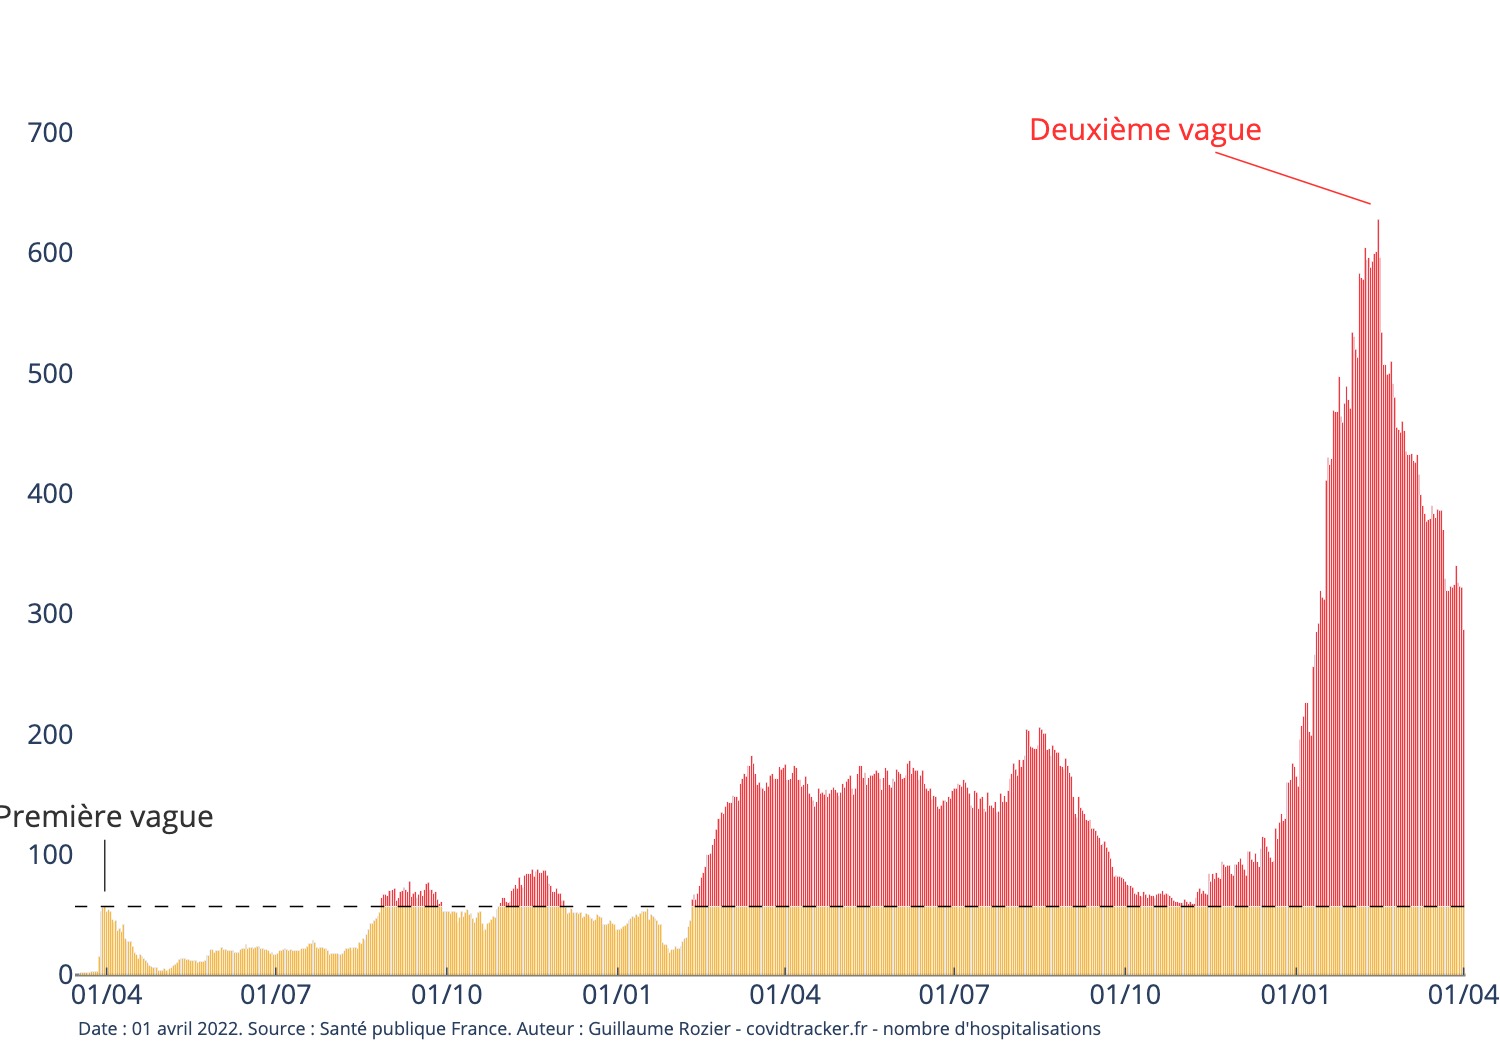 700
Deuxième vague
600
500
400
300
200
Première vague
100
0
01/04 01/07 01/10 01/01 01/04 01/07 01/10 01/01 01/04
Date : 01 avril 2022. Source : Santé publique France. Auteur : Guillaume Rozier - covidtracker.fr - nombre d'hospitalisations